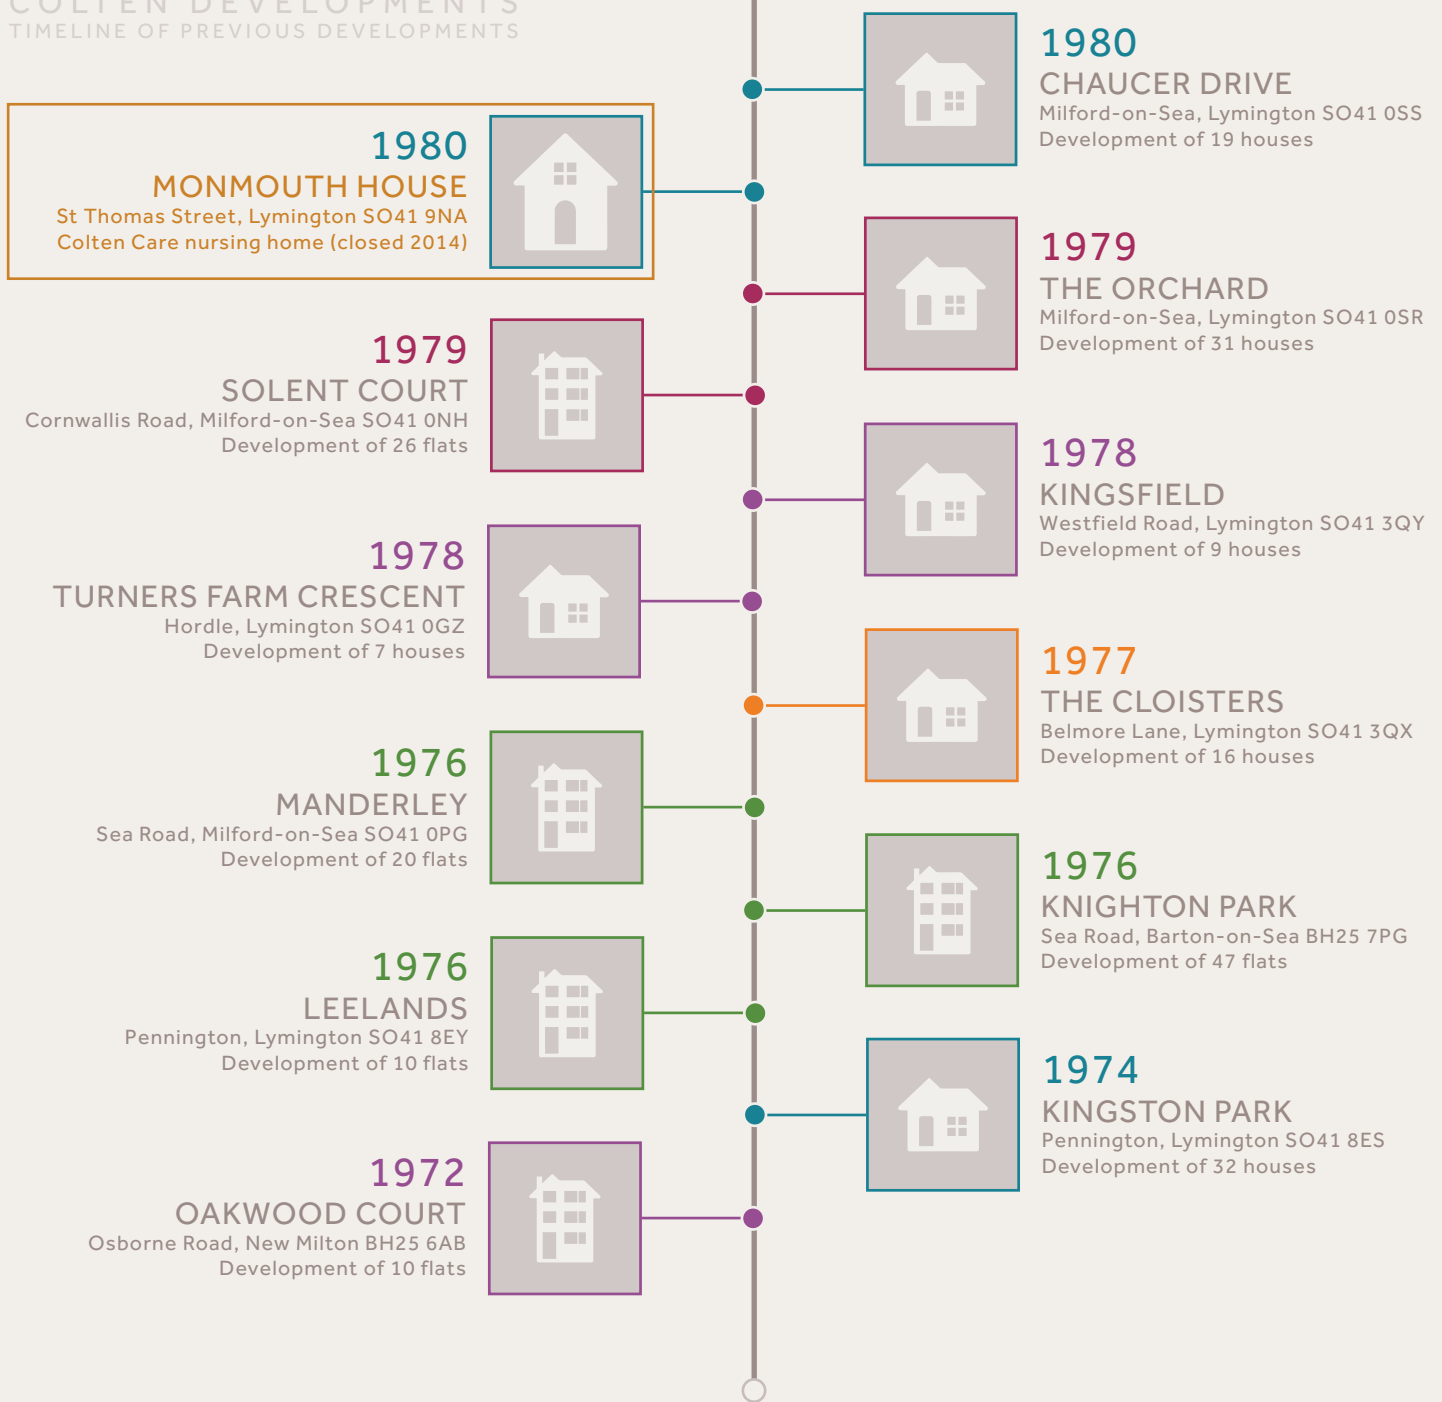 COLTEN DEVELOPMENTS
TIMELINE OF PREVIOUS DEVELOPMENTS
1980
CHAUCER DRIVE
Milford-on-Sea, Lymington SO41 0SS
Development of 19 houses
1980
MONMOUTH HOUSE
St Thomas Street, Lymington SO41 9NA
Colten Care nursing home (closed 2014)
1979
THE ORCHARD
Milford-on-Sea, Lymington SO41 0SR
Development of 31 houses
1979
SOLENT COURT
Cornwallis Road, Milford-on-Sea SO41 0NH
Development of 26 flats
1978
KINGSFIELD
Westfield Road, Lymington SO41 3QY
Development of 9 houses
1978
TURNERS FARM CRESCENT
Hordle, Lymington SO41 0GZ
Development of 7 houses
1977
THE CLOISTERS
Belmore Lane, Lymington SO41 3QX
Development of 16 houses
1976
MANDERLEY
Sea Road, Milford-on-Sea SO41 0PG
Development of 20 flats
1976
KNIGHTON PARK
Sea Road, Barton-on-Sea BH25 7PG
Development of 47 flats
1976
LEELANDS
Pennington, Lymington SO41 8EY
Development of 10 flats
1974
KINGSTON PARK
Pennington, Lymington SO41 8ES
Development of 32 houses
1972
OAKWOOD COURT
Osborne Road, New Milton BH25 6AB
Development of 10 flats